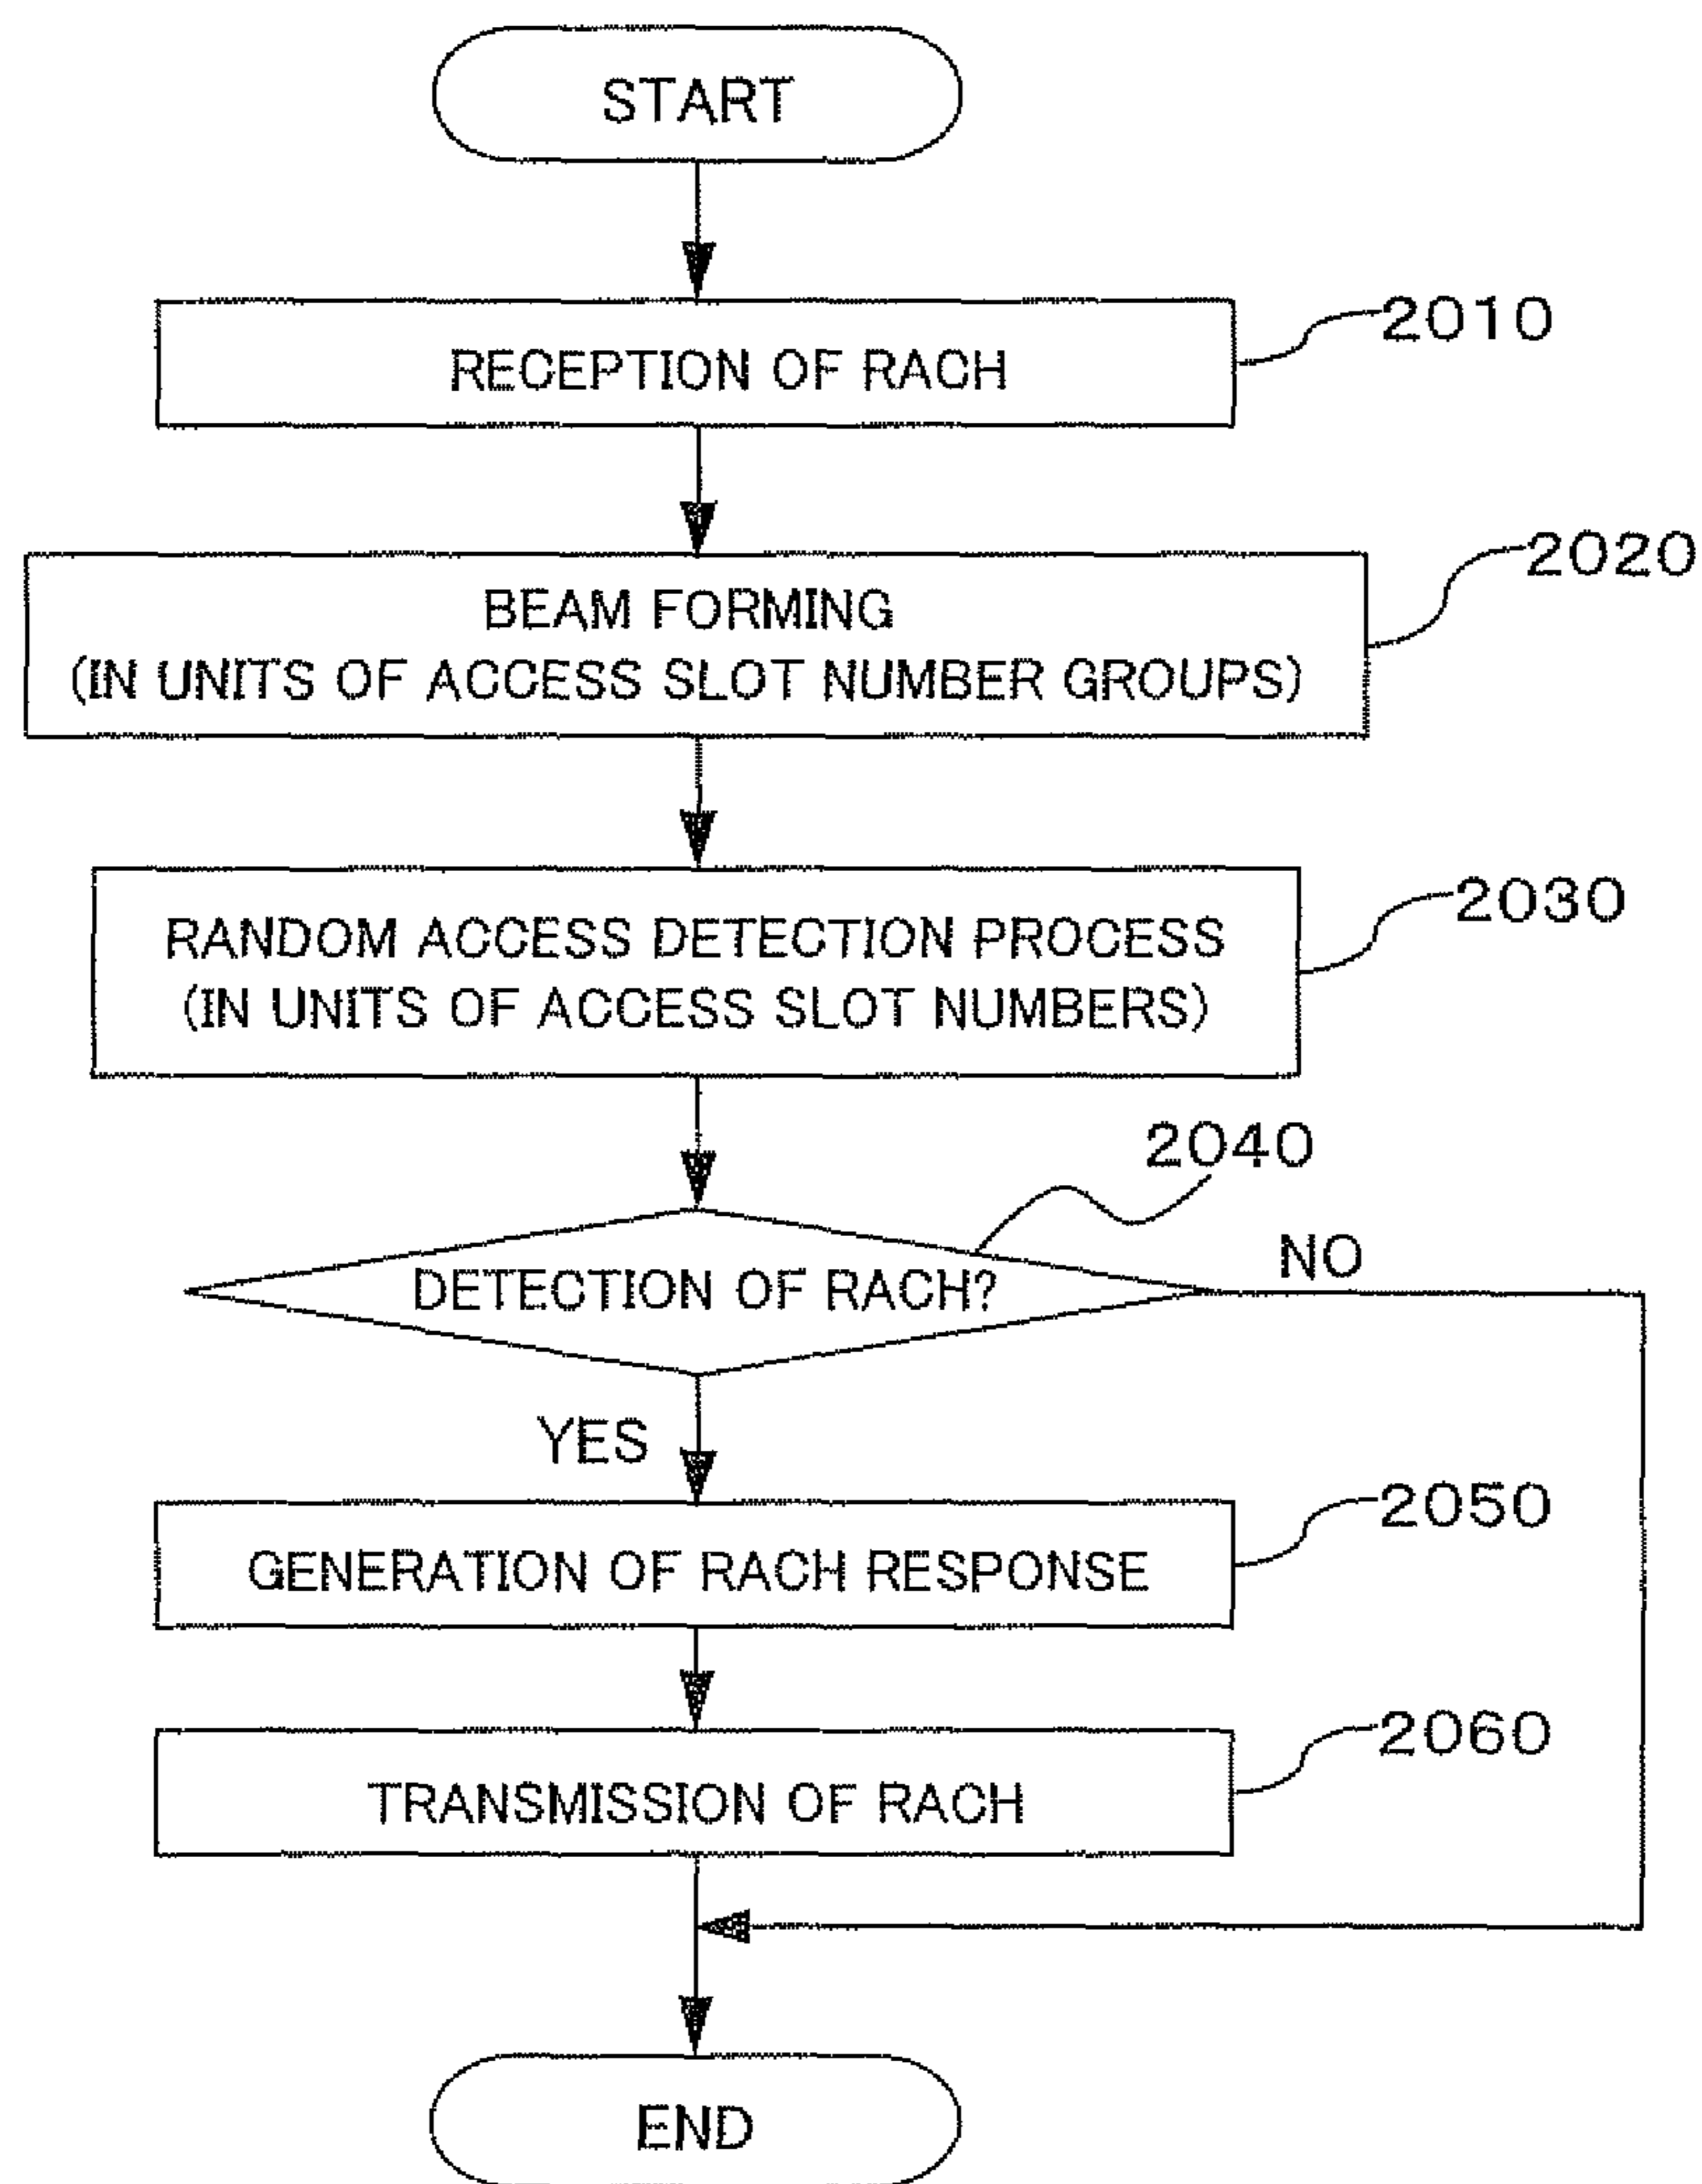 START
RECEPTION OF RACH
2010
BEAM FORMING
(IN UNITS OF ACCESS SLOT NUMBER GROUPS)
2020
RANDOM ACCESS DETECTION PROCESS
(IN UNITS OF ACCESS SLOT NUMBERS)
2030
2040
DETECTION OF RACH?
NO
YES
GENERATION OF RACH RESPONSE
2050
TRANSMISSION OF RACH
2060
END